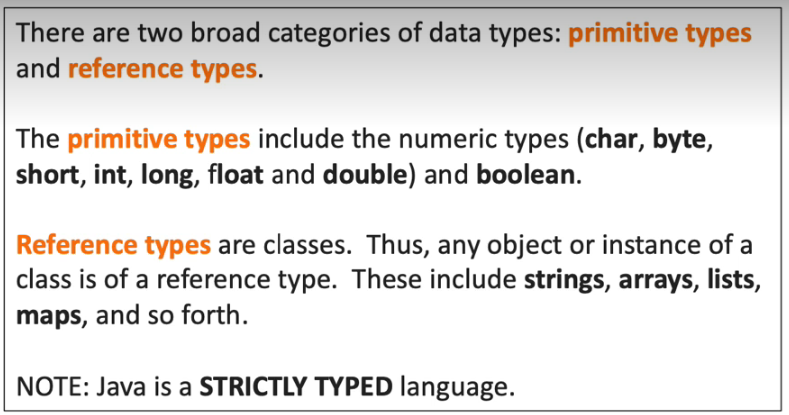 There are two broad categories of data types: primitive types
and reference types.
The primitive types include the numeric types (char, byte,
short, int, long, float and double) and boolean.
Reference types are classes.  Thus, any object or instance of a
class is of a reference type.  These include strings, arrays, lists,
maps, and so forth.
NOTE: Java is a STRICTLY TYPED language.